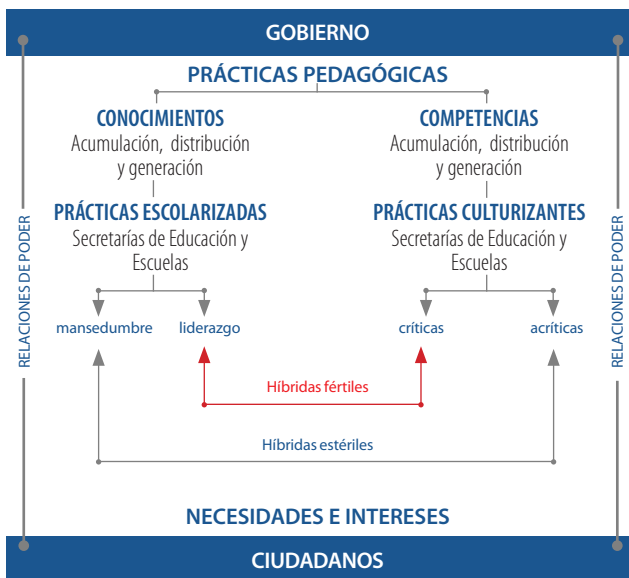 GOBIERNO
PRÁCTICAS PEDAGÓGICAS
CONOCIMIENTOS
Acumulación, distribución
y generación
COMPETENCIAS
Acumulación, distribución
y generación
PRÁCTICAS ESCOLARIZADAS
Secretarías de Educación y
Escuelas
PRÁCTICAS CULTURIZANTES
Secretarías de Educación y
Escuelas
RELACIONES DE PODER
RELACIONES DE PODER
mansedumbre
liderazgo
críticas
acríticas
Híbridas fértiles
Híbridas estériles
NECESIDADES E INTERESES
CIUDADANOS